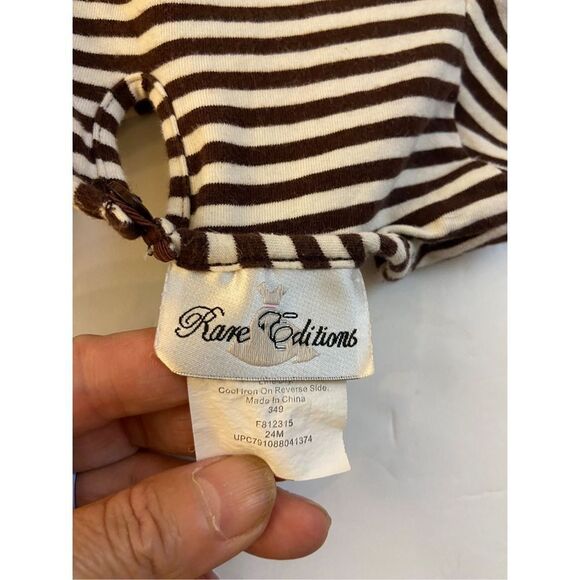 Rare Editions
Cool Iron On Reverse Side.
Made In China
349
F812315
24M
UPC791088041374